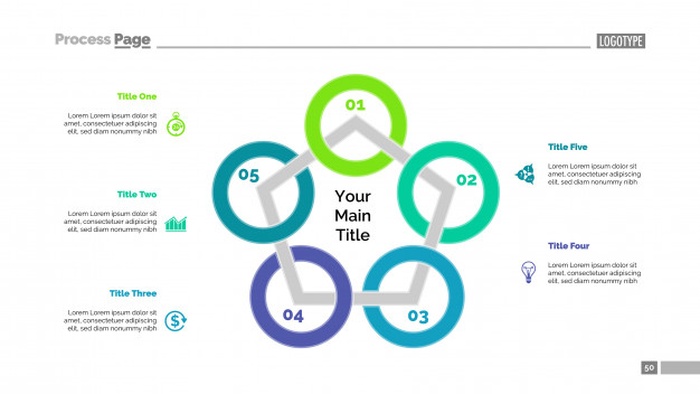 Process Page
LOGOTYPE
Title One
Lorem Lorem ipsum dolor sit
amet, consectetuer adipiscing
elit, sed diam nonummy nibh
Title Two
Lorem ipsum dolor sit
amet, consectetuer adipiscing
elit, sed diam nonummy nibh
Title Three
Lorem ipsum dolor sit
amet, consectetuer adipiscing
elit, sed diam nonummy nibh
01
02
03
04
05
Your
Main
Title
Title Five
Lorem ipsum dolor sit
amet, consectetuer adipiscing
elit, sed diam nonummy nibh
Title Four
Lorem ipsum dolor sit
amet, consectetuer adipiscing
elit, sed diam nonummy nibh
$
50